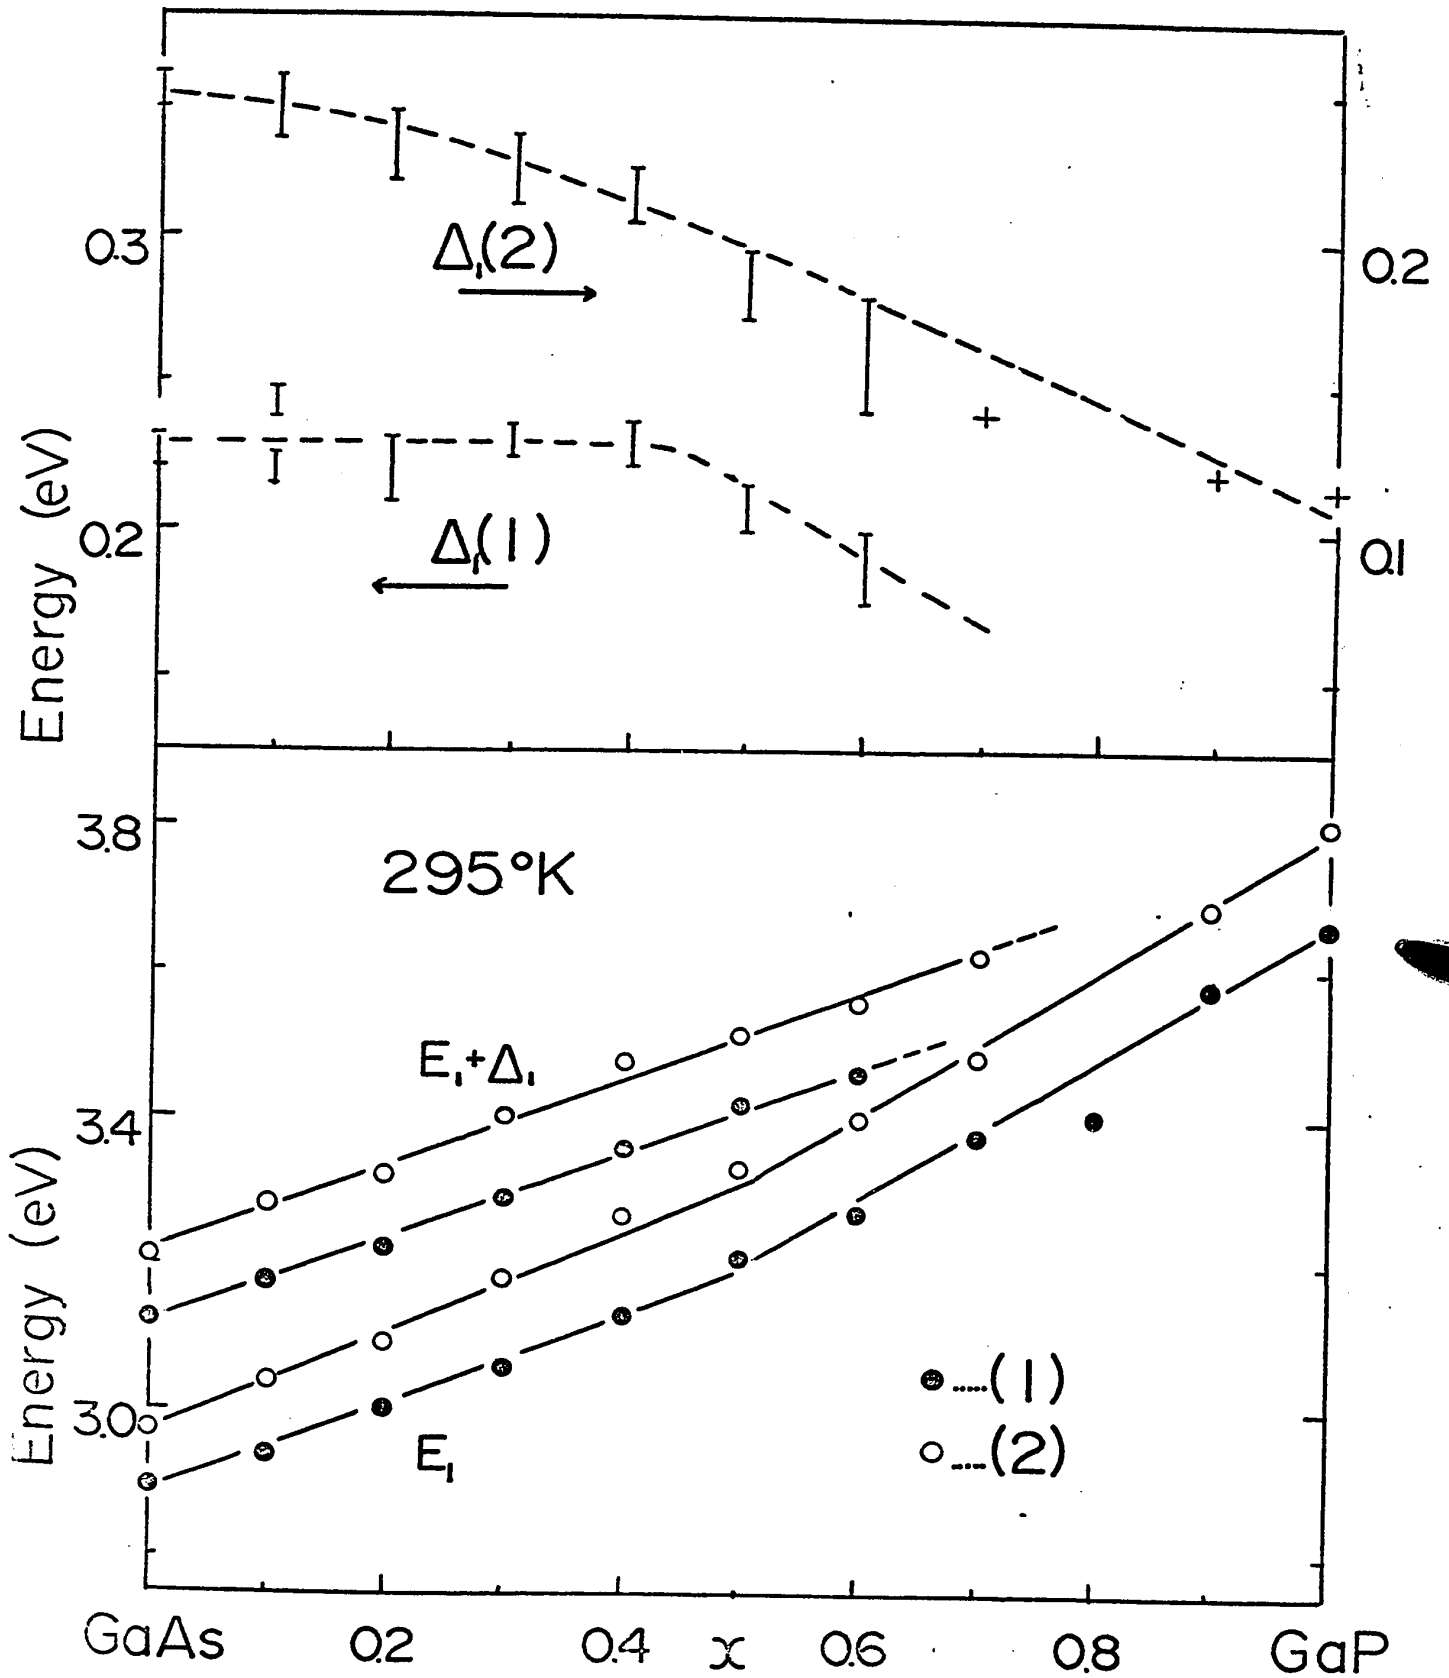 0.3
Δ₁(2)
0.2
Energy (eV)
0.2
Δ₁(1)
0.1
3.8
295°K
E₁+Δ₁
3.4
Energy (eV)
3.0
E₁
(1)
(2)
GaAs 0.2 0.4 x 0.6 0.8 GaP